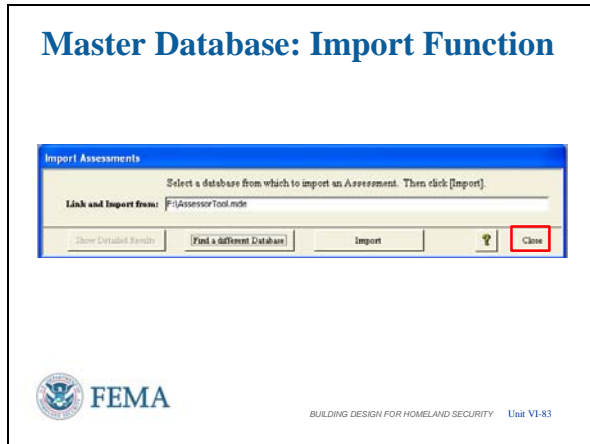 Master Database: Import Function
Import Assessments
Select a database from which to import an Assessment. Then click [Import].
Link and Import from: F:\AssessorTool.mde
Show Detailed Results Find a different Database Import ? Close
FEMA
BUILDING DESIGN FOR HOMELAND SECURITY Unit VI-83